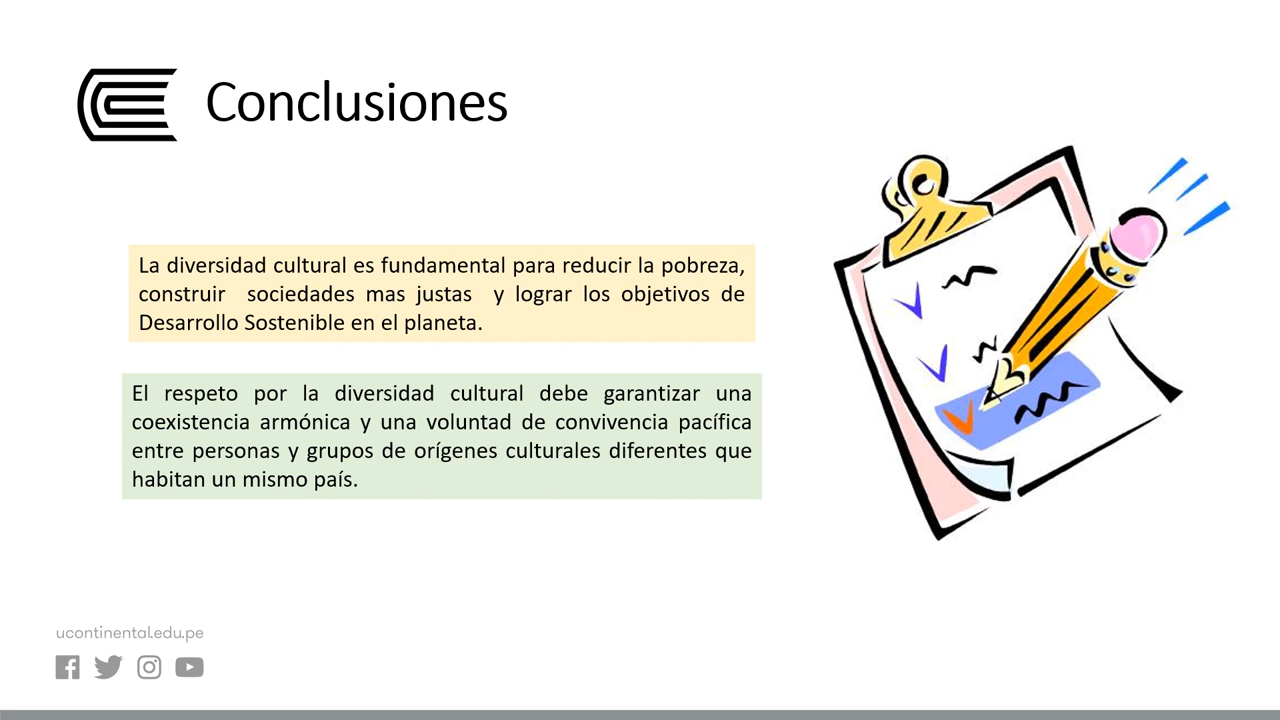 Conclusiones
La diversidad cultural es fundamental para reducir la pobreza,
construir sociedades mas justas y lograr los objetivos de
Desarrollo Sostenible en el planeta.
El respeto por la diversidad cultural debe garantizar una
coexistencia armónica y una voluntad de convivencia pacífica
entre personas y grupos de orígenes culturales diferentes que
habitan un mismo país.
ucontinental.edu.pe